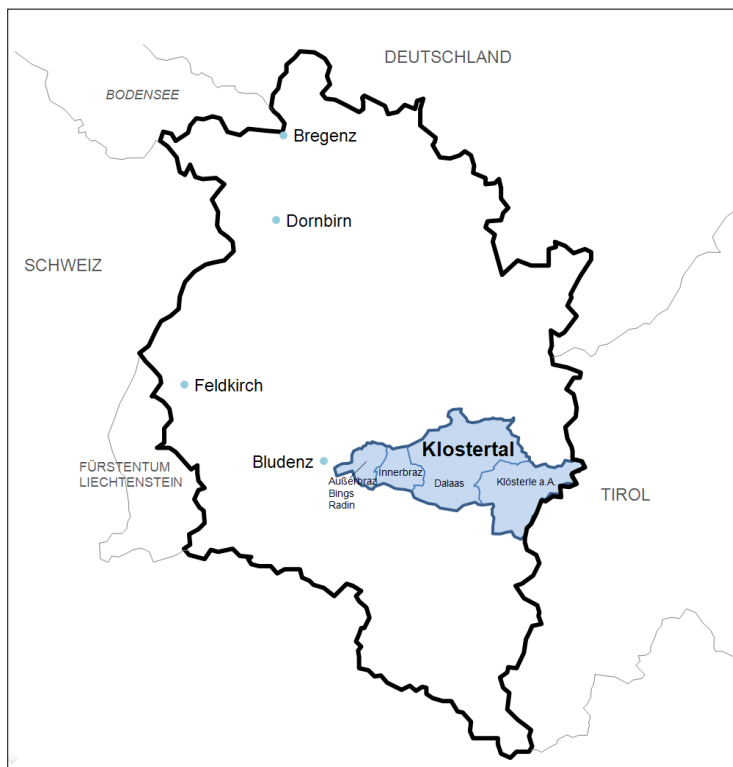 DEUTSCHLAND
BODENSEE
Bregenz
Dornbirn
SCHWEIZ
Feldkirch
Klostertal
Bludenz
FÜRSTENTUM
LIECHTENSTEIN
Innerbraz
Außerbraz
Bings
Radin
Dalaas
Klösterle a.A.
TIROL